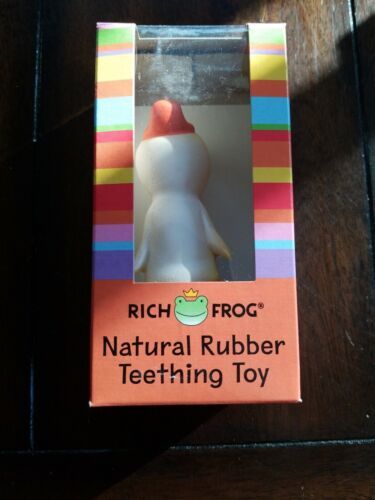 RICH FROG®
Natural Rubber
Teething Toy